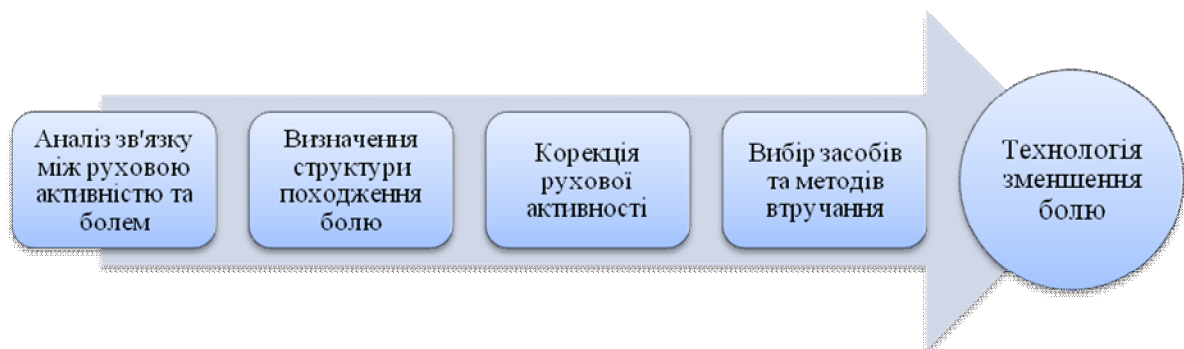 Аналіз зв'язку
між руховою
активністю та
болем
Визначення
структури
походження
болю
Корекція
рухової
активності
Вибір засобів
та методів
втручання
Технологія
зменшення
болю